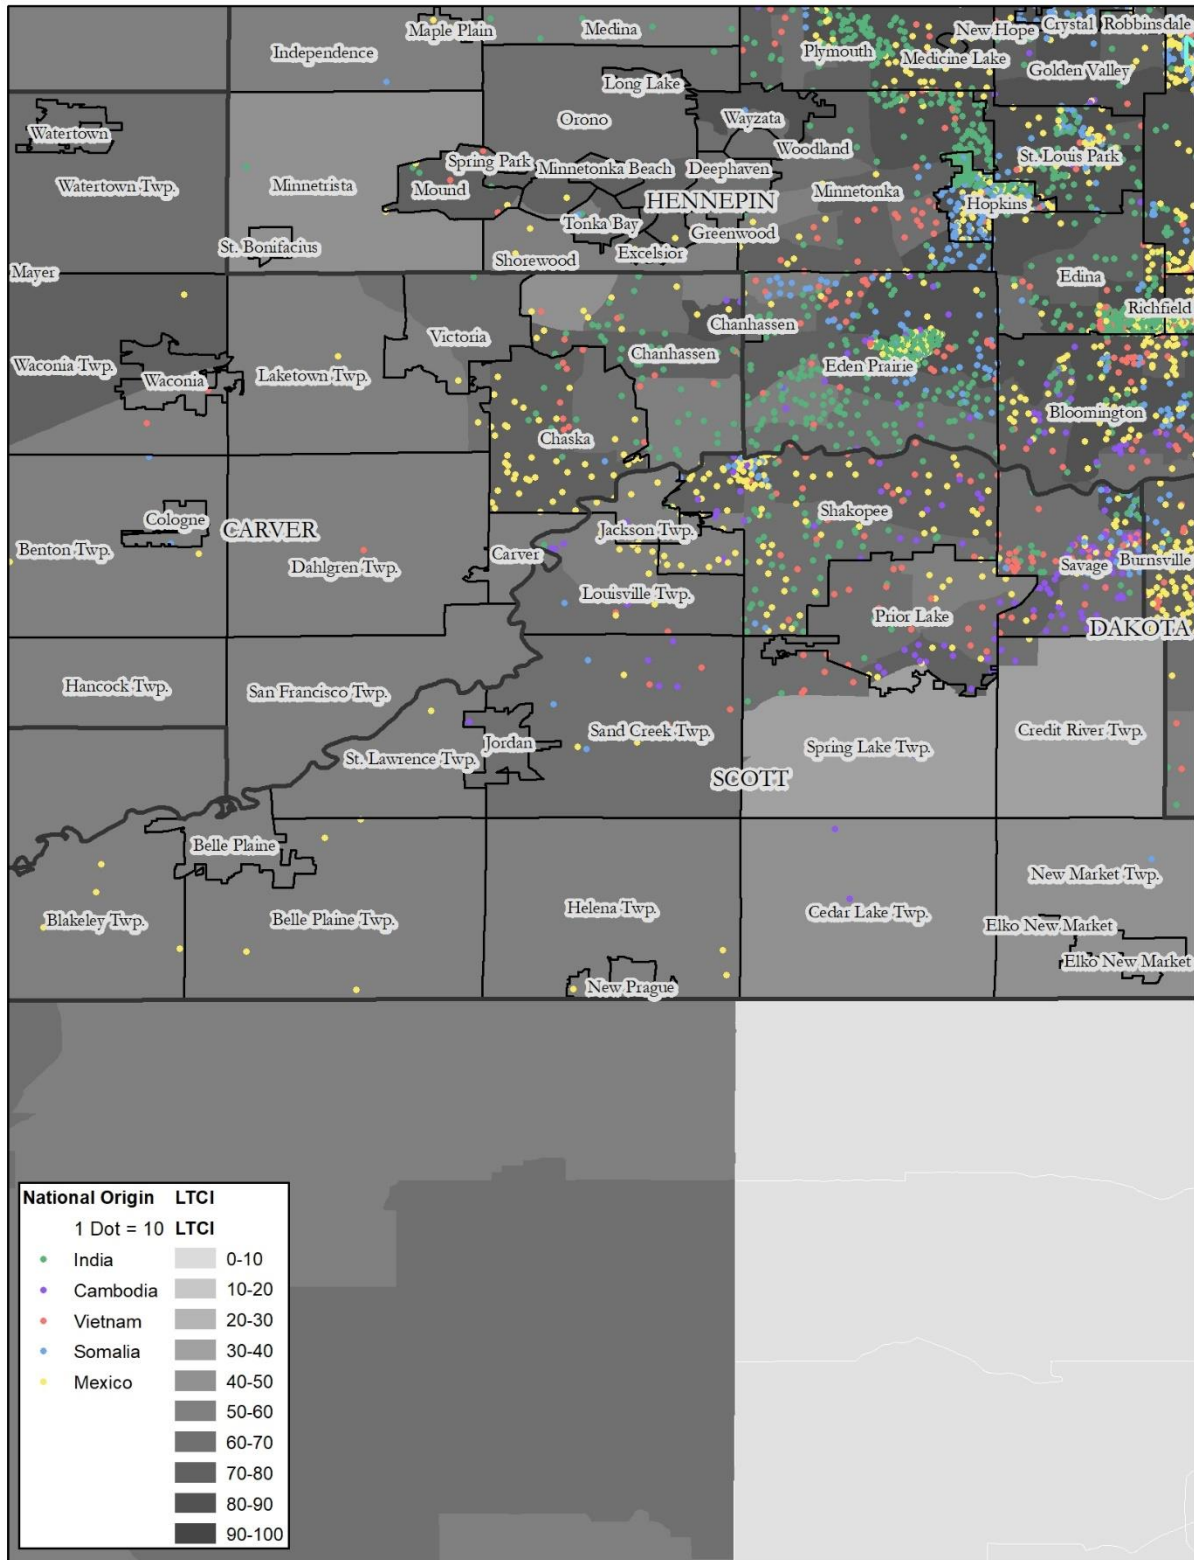 Maple Plain
Medina
New Hope
Crystal
Robbinsdale
Independence
Plymouth
Medicine Lake
Golden Valley
Long Lake
Watertown
Orono
Wayzata
Woodland
St. Louis Park
Watertown Twp.
Minnetrista
Spring Park
Mound
Minnetonka Beach
Deephaven
Minnetonka
HENNEPIN
Hopkins
Tonka Bay
Greenwood
St. Bonifacius
Shorewood
Excelsior
Edina
Mayer
Richfield
Victoria
Chanhassen
Chanhassen
Waconia Twp.
Waconia
Laketown Twp.
Eden Prairie
Bloomington
Chaska
Cologne
CARVER
Jackson Twp.
Shakopee
Benton Twp.
Dahlgren Twp.
Carver
Louisville Twp.
Savage
Burnsville
Prior Lake
DAKOTA
Hancock Twp.
San Francisco Twp.
St. Lawrence Twp.
Jordan
Sand Creek Twp.
Spring Lake Twp.
Credit River Twp.
SCOTT
Belle Plaine
New Market Twp.
Blakeley Twp.
Belle Plaine Twp.
Helena Twp.
Cedar Lake Twp.
Elko New Market
Elko New Market
New Prague
National Origin LTCI
1 Dot = 10 LTCI
India 0-10
Cambodia 10-20
Vietnam 20-30
Somalia 30-40
Mexico 40-50
50-60
60-70
70-80
80-90
90-100